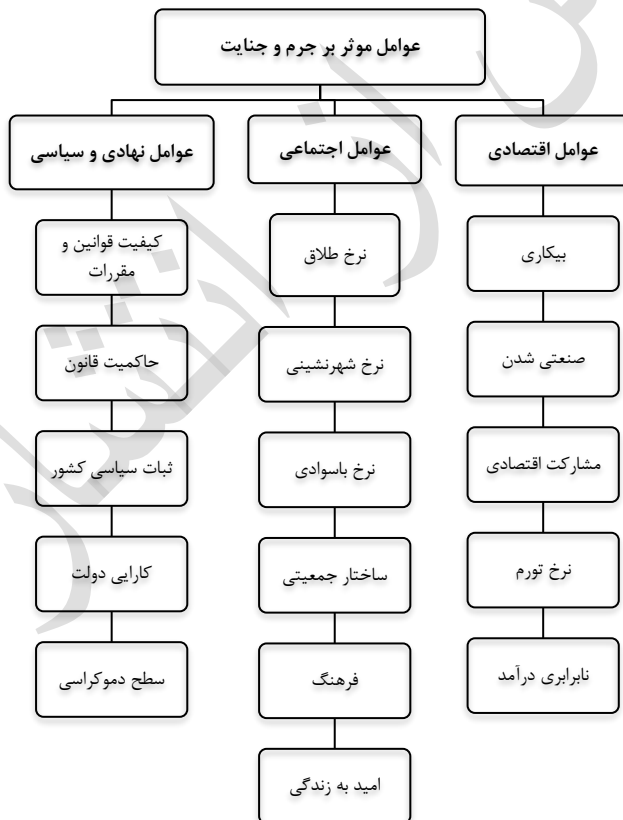 عوامل موثر بر جرم و جنایت
عوامل اقتصادی
بیکاری
صنعتی شدن
مشارکت اقتصادی
نرخ تورم
نابرابری درآمد
عوامل اجتماعی
نرخ طلاق
نرخ شهرنشینی
نرخ باسوادی
ساختار جمعیتی
فرهنگ
امید به زندگی
عوامل نهادی و سیاسی
کیفیت قوانین و
مقررات
حاکمیت قانون
ثبات سیاسی کشور
کارایی دولت
سطح دموکراسی